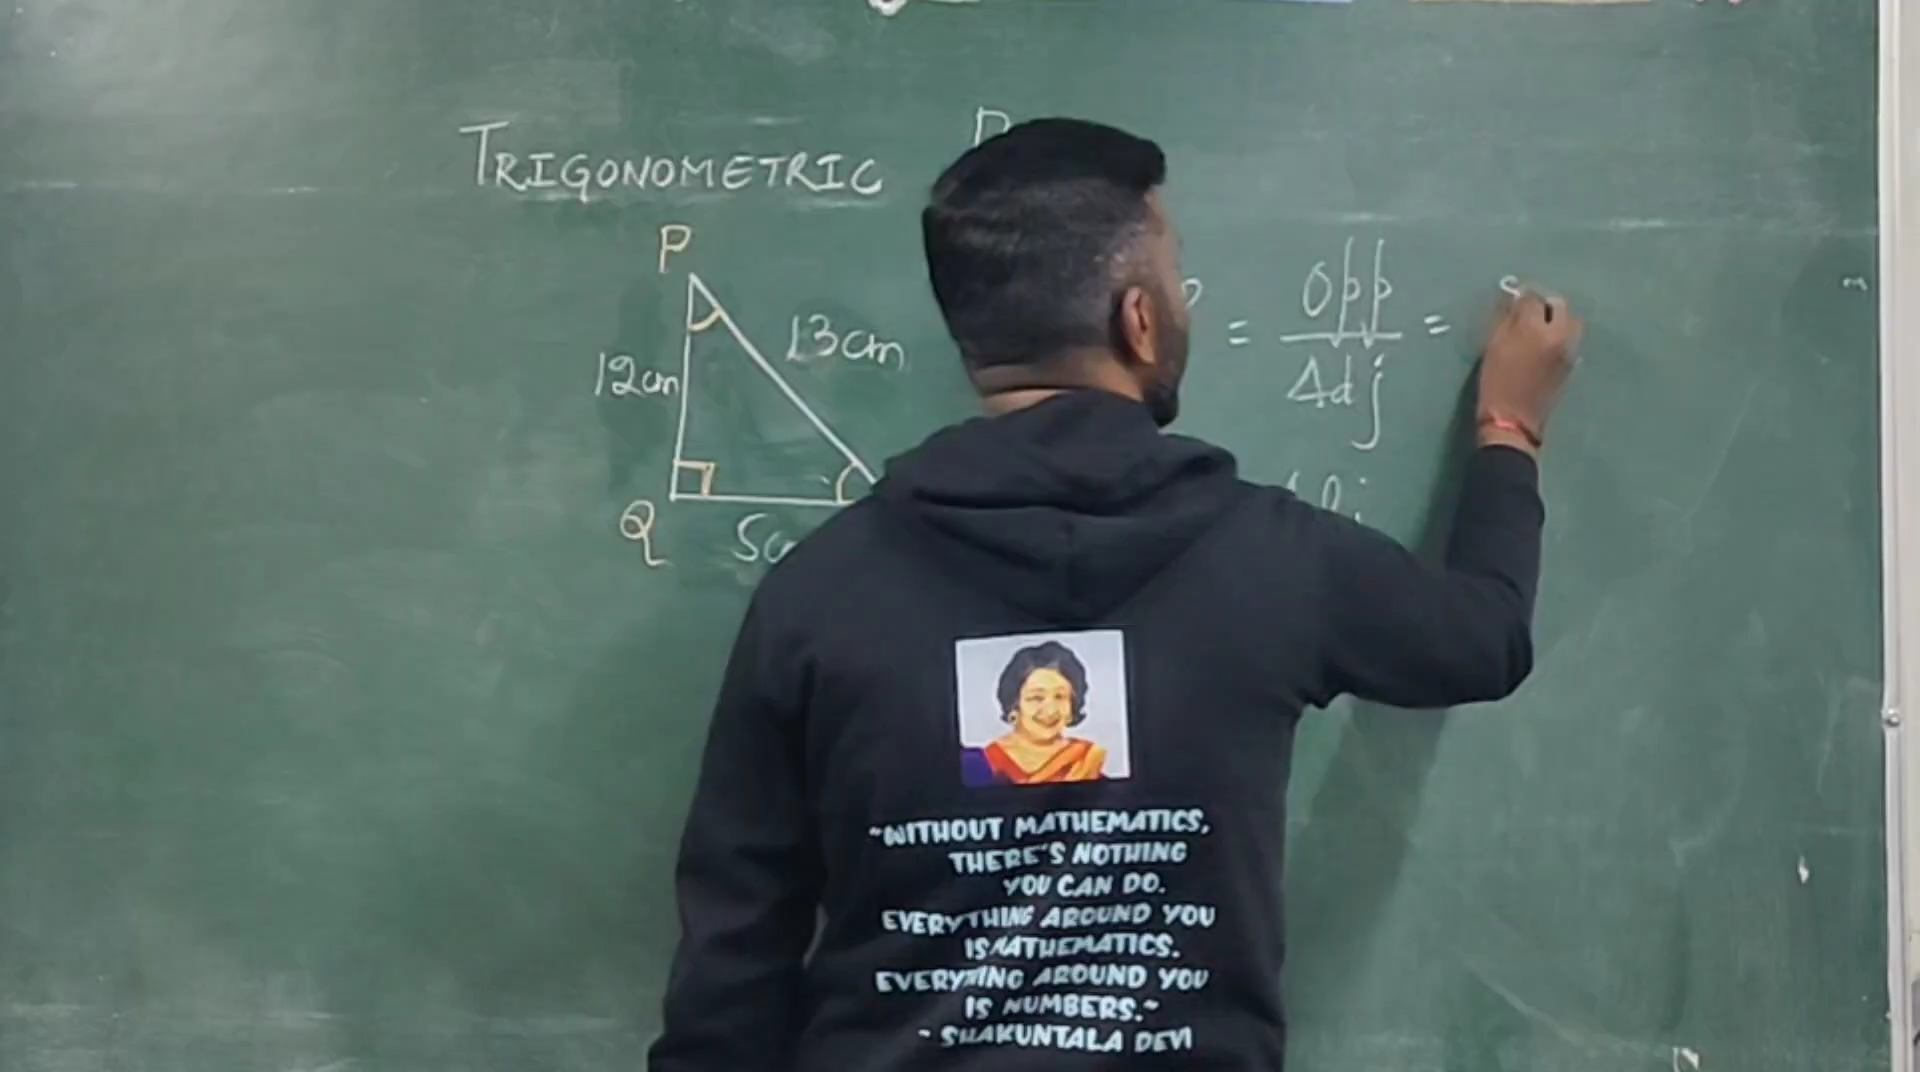 TRIGONOMETRIC
P
13cm
12cm
Q
= Opp =
Adj
"WITHOUT MATHEMATICS,
THERE'S NOTHING
YOU CAN DO.
EVERYTHING AROUND YOU
IS MATHEMATICS.
EVERYTHING AROUND YOU
IS NUMBERS."
~ SHAKUNTALA DEVI